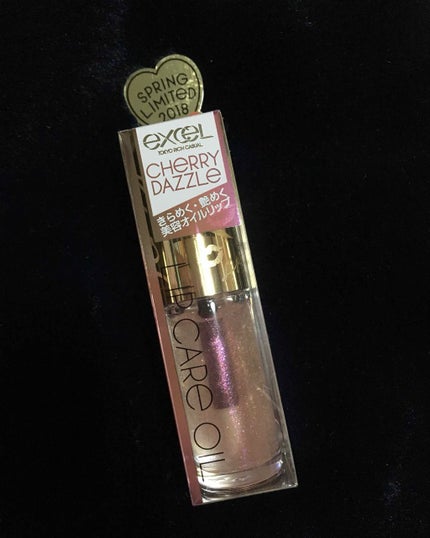 SPRING
LIMITED
2018
excel
TOKYO RICH CASUAL
CHERRY
DAZZLE
きらめく・艶めく
美容オイルリップ
LIP CARE OIL